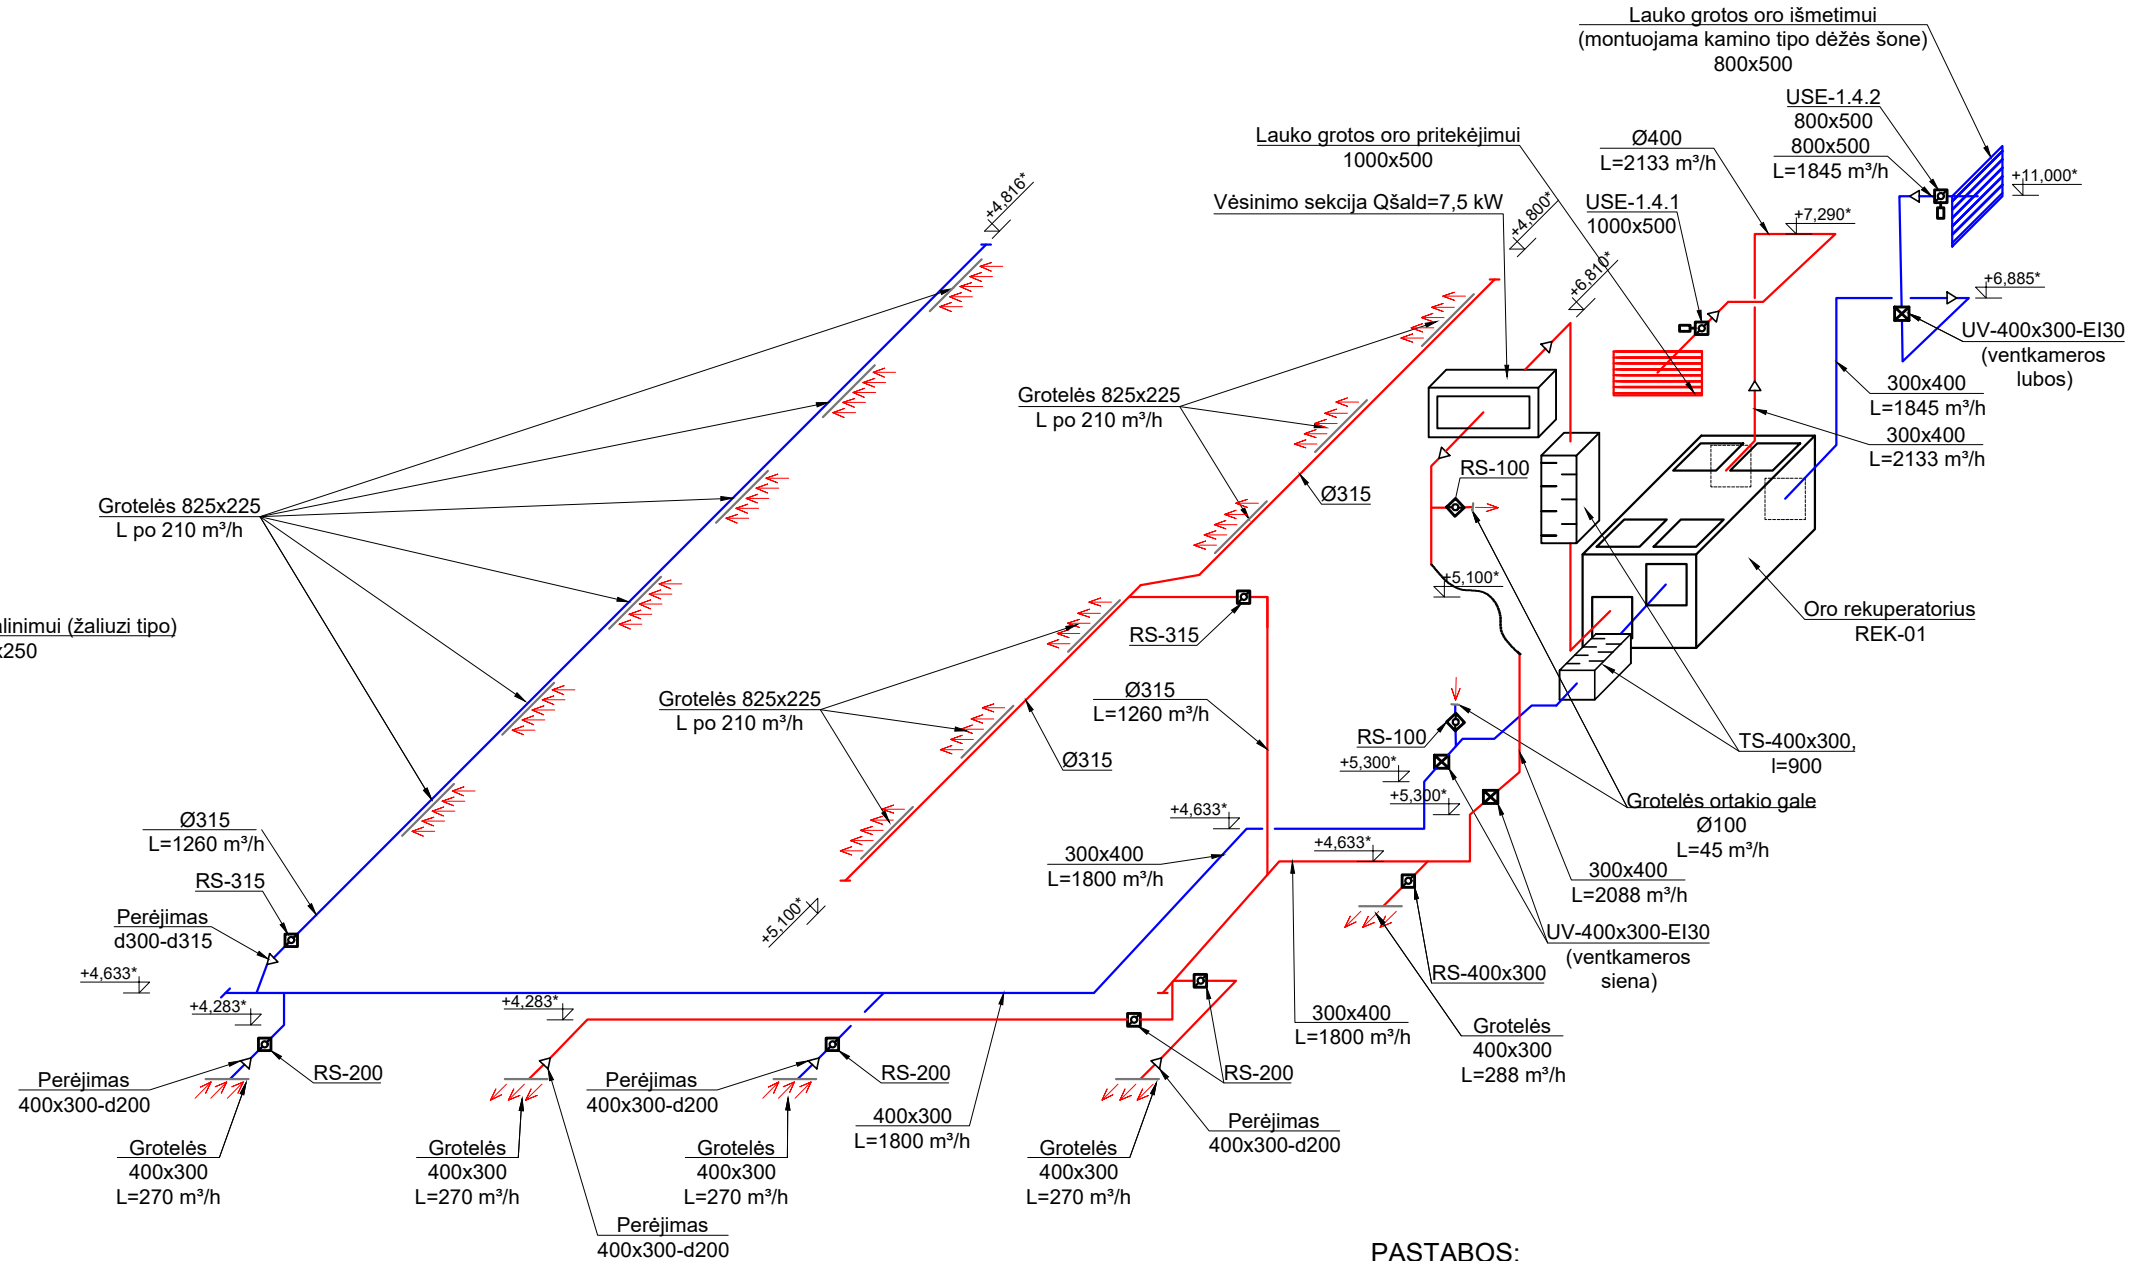 Lauko grotos oro išmetimui
(montuojama kamino tipo dėžės šone)
800x500
USE-1.4.2
800x500
800x500
L=1845 m³/h
Lauko grotos oro pritekėjimui
1000x500
Ø400
L=2133 m³/h
+11,000*
+4,816*
Vėsinimo sekcija Qšald=7,5 kW
+4,800*
USE-1.4.1
1000x500
+7,290*
+6,810*
+6,885*
UV-400x300-EI30
(ventkameros
lubos)
Grotelės 825x225
L po 210 m³/h
300x400
L=1845 m³/h
300x400
L=2133 m³/h
RS-100
Ø315
Grotelės 825x225
L po 210 m³/h
+5,100*
Oro rekuperatorius
REK-01
alinimui (žaliuzi tipo)
x250
RS-315
Grotelės 825x225
L po 210 m³/h
Ø315
L=1260 m³/h
Ø315
RS-100
+5,300*
+5,300*
TS-400x300,
l=900
Grotelės ortakio gale
Ø100
L=45 m³/h
Ø315
L=1260 m³/h
+4,633*
+4,633*
300x400
L=1800 m³/h
300x400
L=2088 m³/h
RS-315
Perėjimas
d300-d315
+5,100*
UV-400x300-EI30
(ventkameros
siena)
RS-400x300
+4,633*
+4,283*
+4,283*
300x400
L=1800 m³/h
Grotelės
400x300
L=288 m³/h
Perėjimas
400x300-d200
RS-200
Perėjimas
400x300-d200
RS-200
RS-200
400x300
L=1800 m³/h
Perėjimas
400x300-d200
Grotelės
400x300
L=270 m³/h
Grotelės
400x300
L=270 m³/h
Grotelės
400x300
L=270 m³/h
Grotelės
400x300
L=270 m³/h
Perėjimas
400x300-d200
PASTABOS: